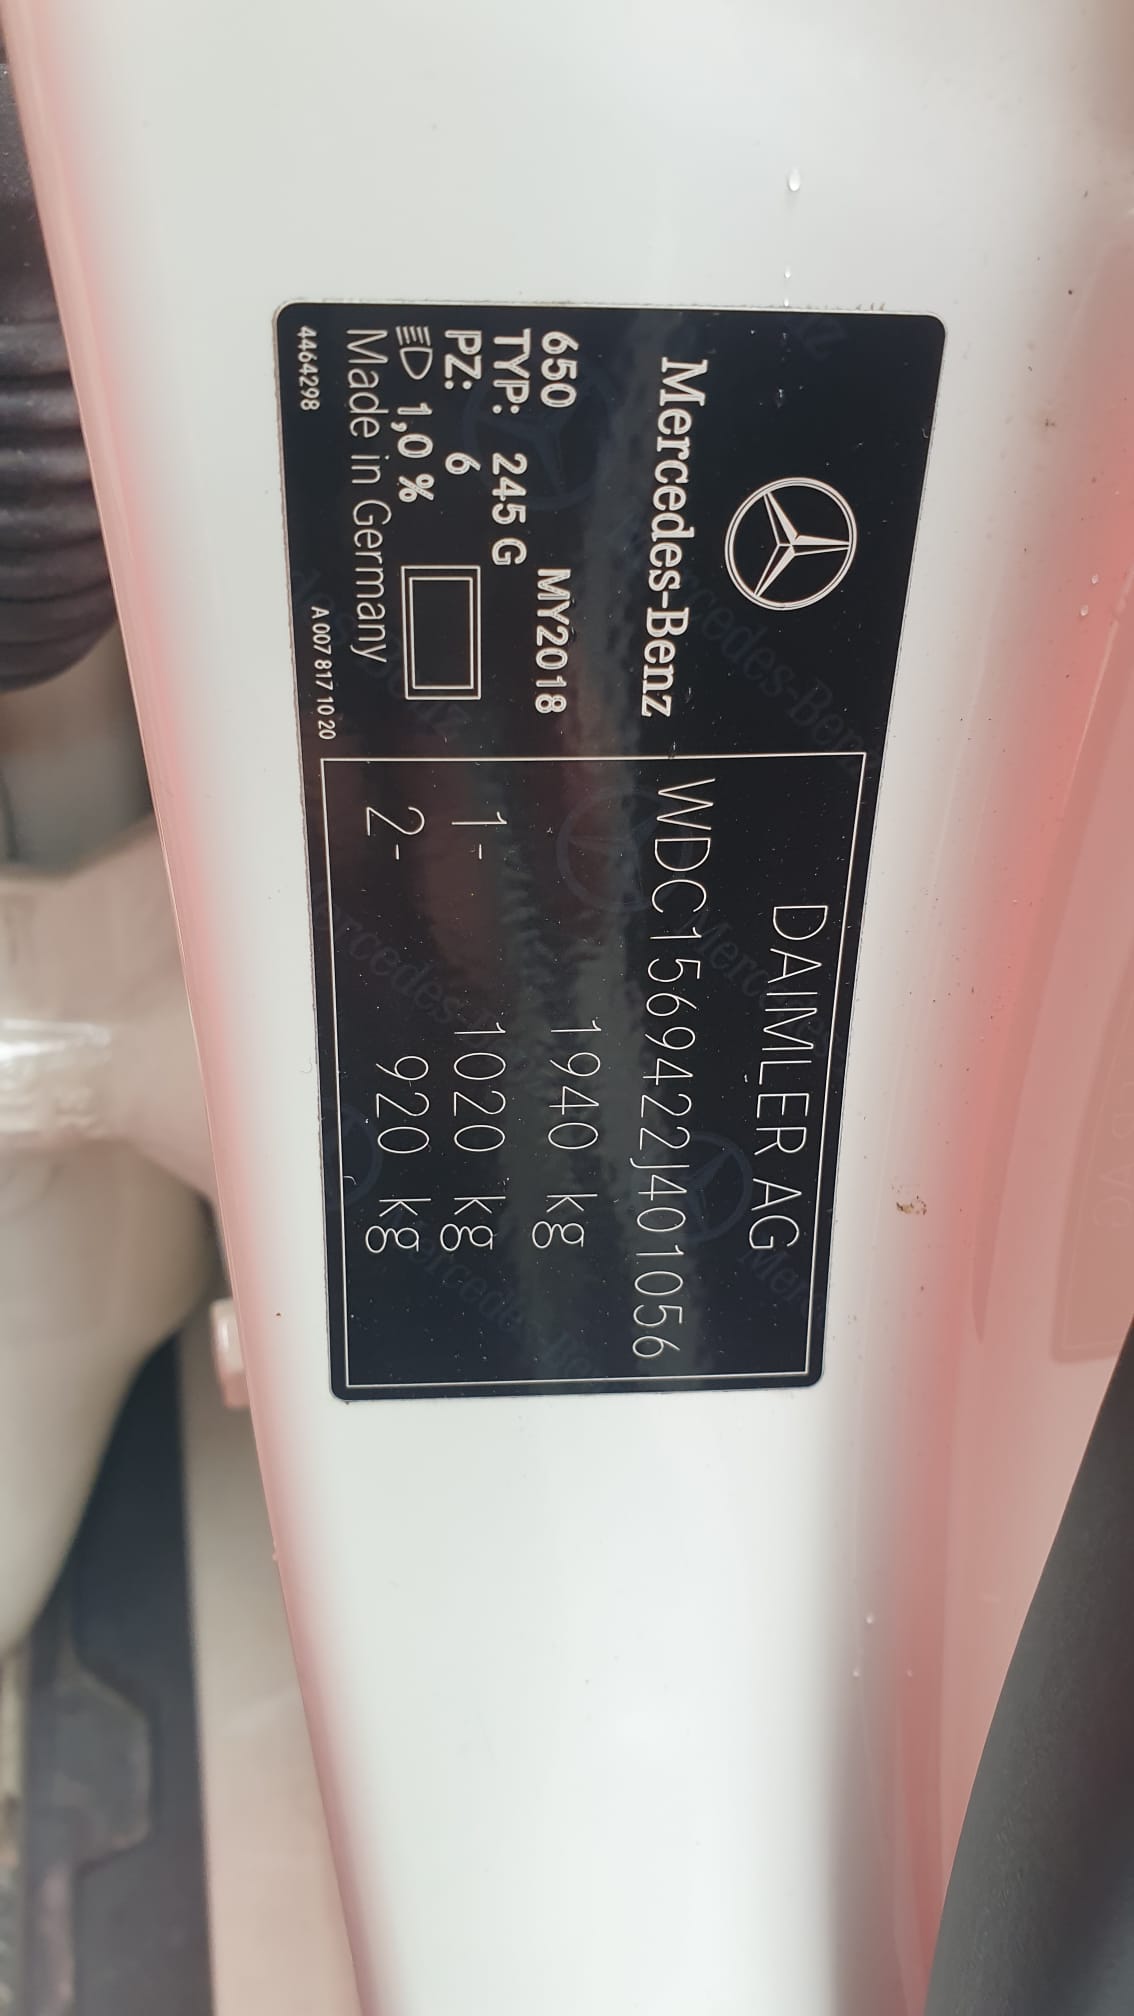 Mercedes-Benz
650 MY2018
TYP: 245 G
PZ: 6
1,0 %
Made in Germany
4464298 A 007 817 10 20
DAIMLER AG
WDC1569422J401056
1940 kg
1- 1020 kg
2- 920 kg